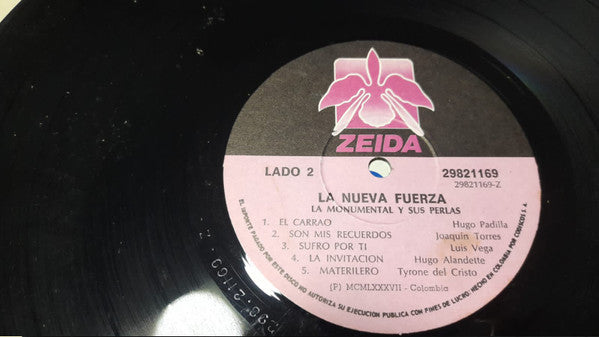 ZEIDA
LADO 2
29821169
29821169-Z
LA NUEVA FUERZA
LA MONUMENTAL Y SUS PERLAS
1. EL CARRAO Hugo Padilla
2. SON MIS RECUERDOS Joaquin Torres
3. SUFRO POR TI Luis Vega
4. LA INVITACION Hugo Alandette
5. MATERILERO Tyrone del Cristo
(P) MCMLXXXVII - Colombia
EL IMPORTE PAGADO POR ESTE DISCO NO AUTORIZA SU EJECUCION PUBLICA CON FINES DE LUCRO: HECHO EN COLOMBIA POR CODISCOS S. A.